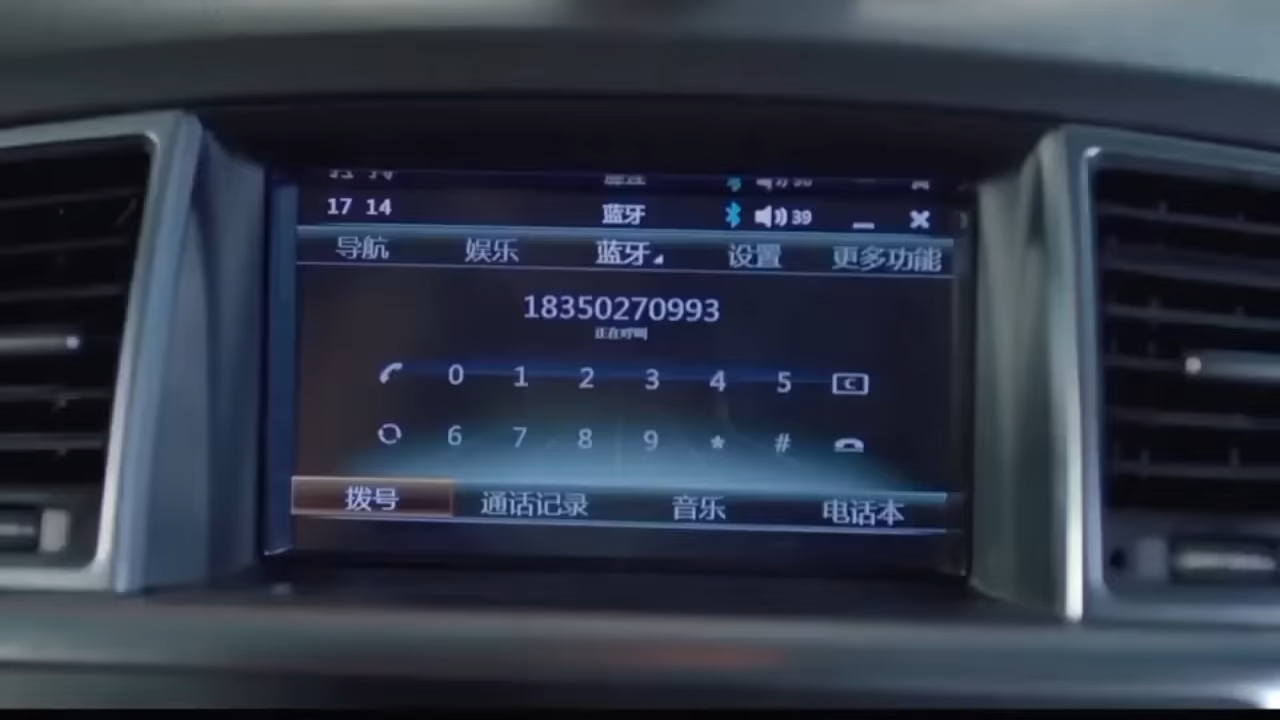 17 14 蓝牙 39
导航 娱乐 蓝牙 设置 更多功能
18350270993
正在呼叫
0 1 2 3 4 5 C
6 7 8 9 * #
拨号 通话记录 音乐 电话本